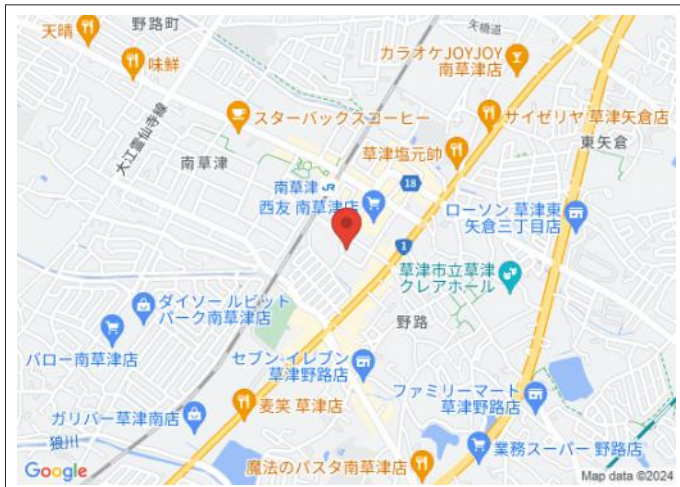 野路町
矢橋道
天晴
味鮮
カラオケJOYJOY
南草津店
大江霊仙寺線
スターバックスコーヒー
サイゼリヤ 草津矢倉店
東矢倉
南草津
草津塩元帥
南草津
JR
18
西友 南草津店
ローソン 草津東
矢倉三丁目店
1
草津市立草津
クレアホール
ダイソー ルビット
パーク南草津店
野路
バロー南草津店
セブン-イレブン
草津野路店
ファミリーマート
草津野路店
ガリバー草津南店
麦笑 草津店
狼川
業務スーパー 野路店
魔法のパスタ南草津店
Google
Map data ©2024